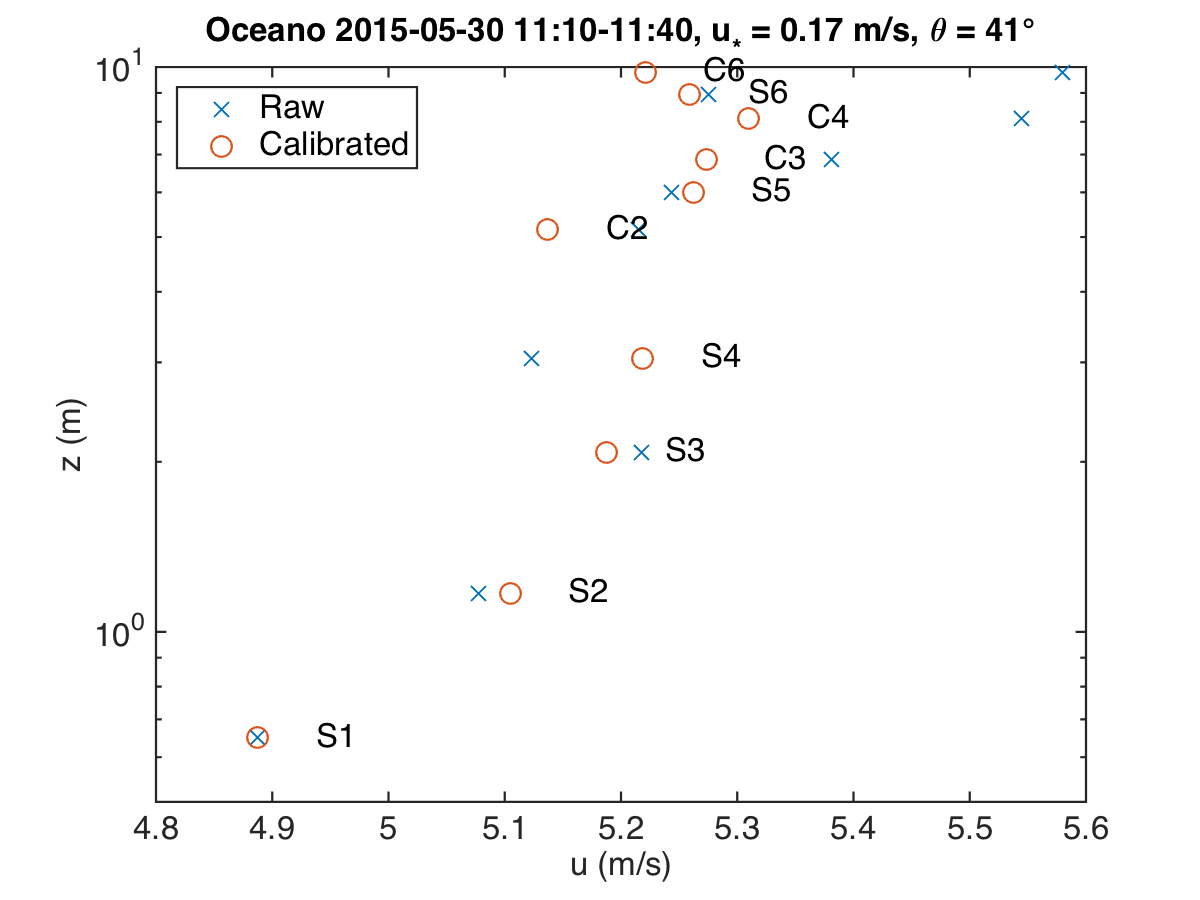 Oceano 2015-05-30 11:10-11:40, u* = 0.17 m/s, θ = 41°
10¹
Raw
Calibrated
C6
S6
C4
C3
S5
C2
S4
S3
S2
S1
z (m)
10⁰
4.8 4.9 5 5.1 5.2 5.3 5.4 5.5 5.6
u (m/s)